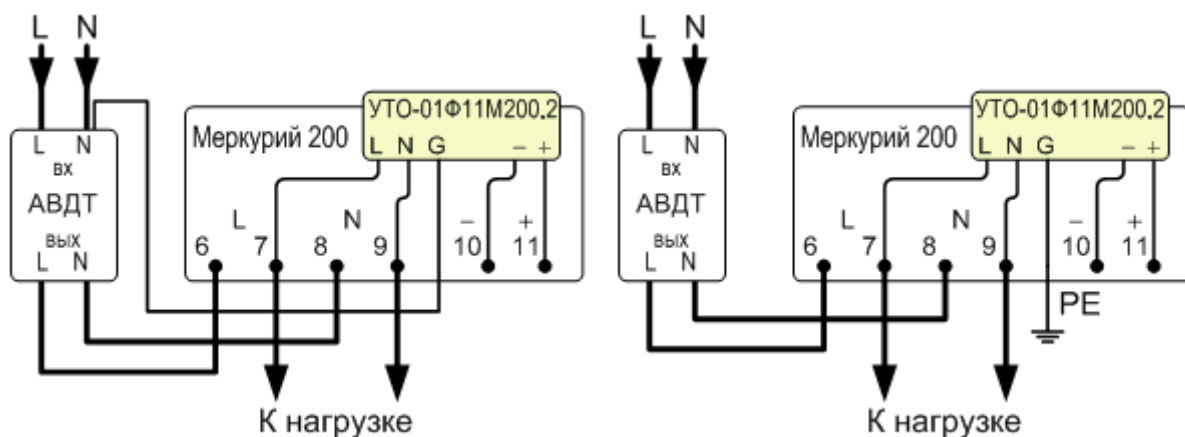 L N
L N
УТО-01Ф11М200.2
УТО-01Ф11М200.2
Меркурий 200
Меркурий 200
L N
L N G − +
L N
L N G − +
вх
вх
АВДТ
АВДТ
L N − +
L N − +
вых
6 7 8 9 10 11
вых
6 7 8 9 10 11
L N
L N
PE
К нагрузке
К нагрузке